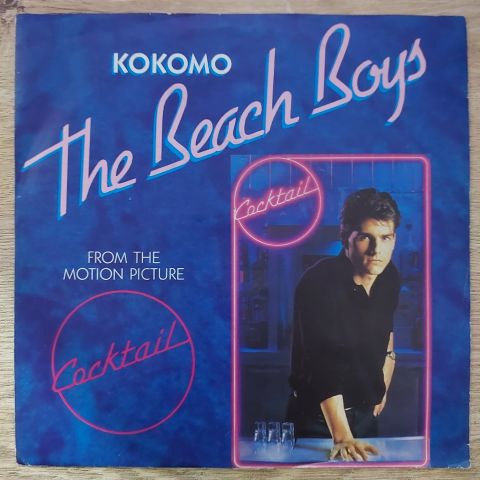 KOKOMO
The Beach Boys
Cocktail
FROM THE
MOTION PICTURE
Cocktail